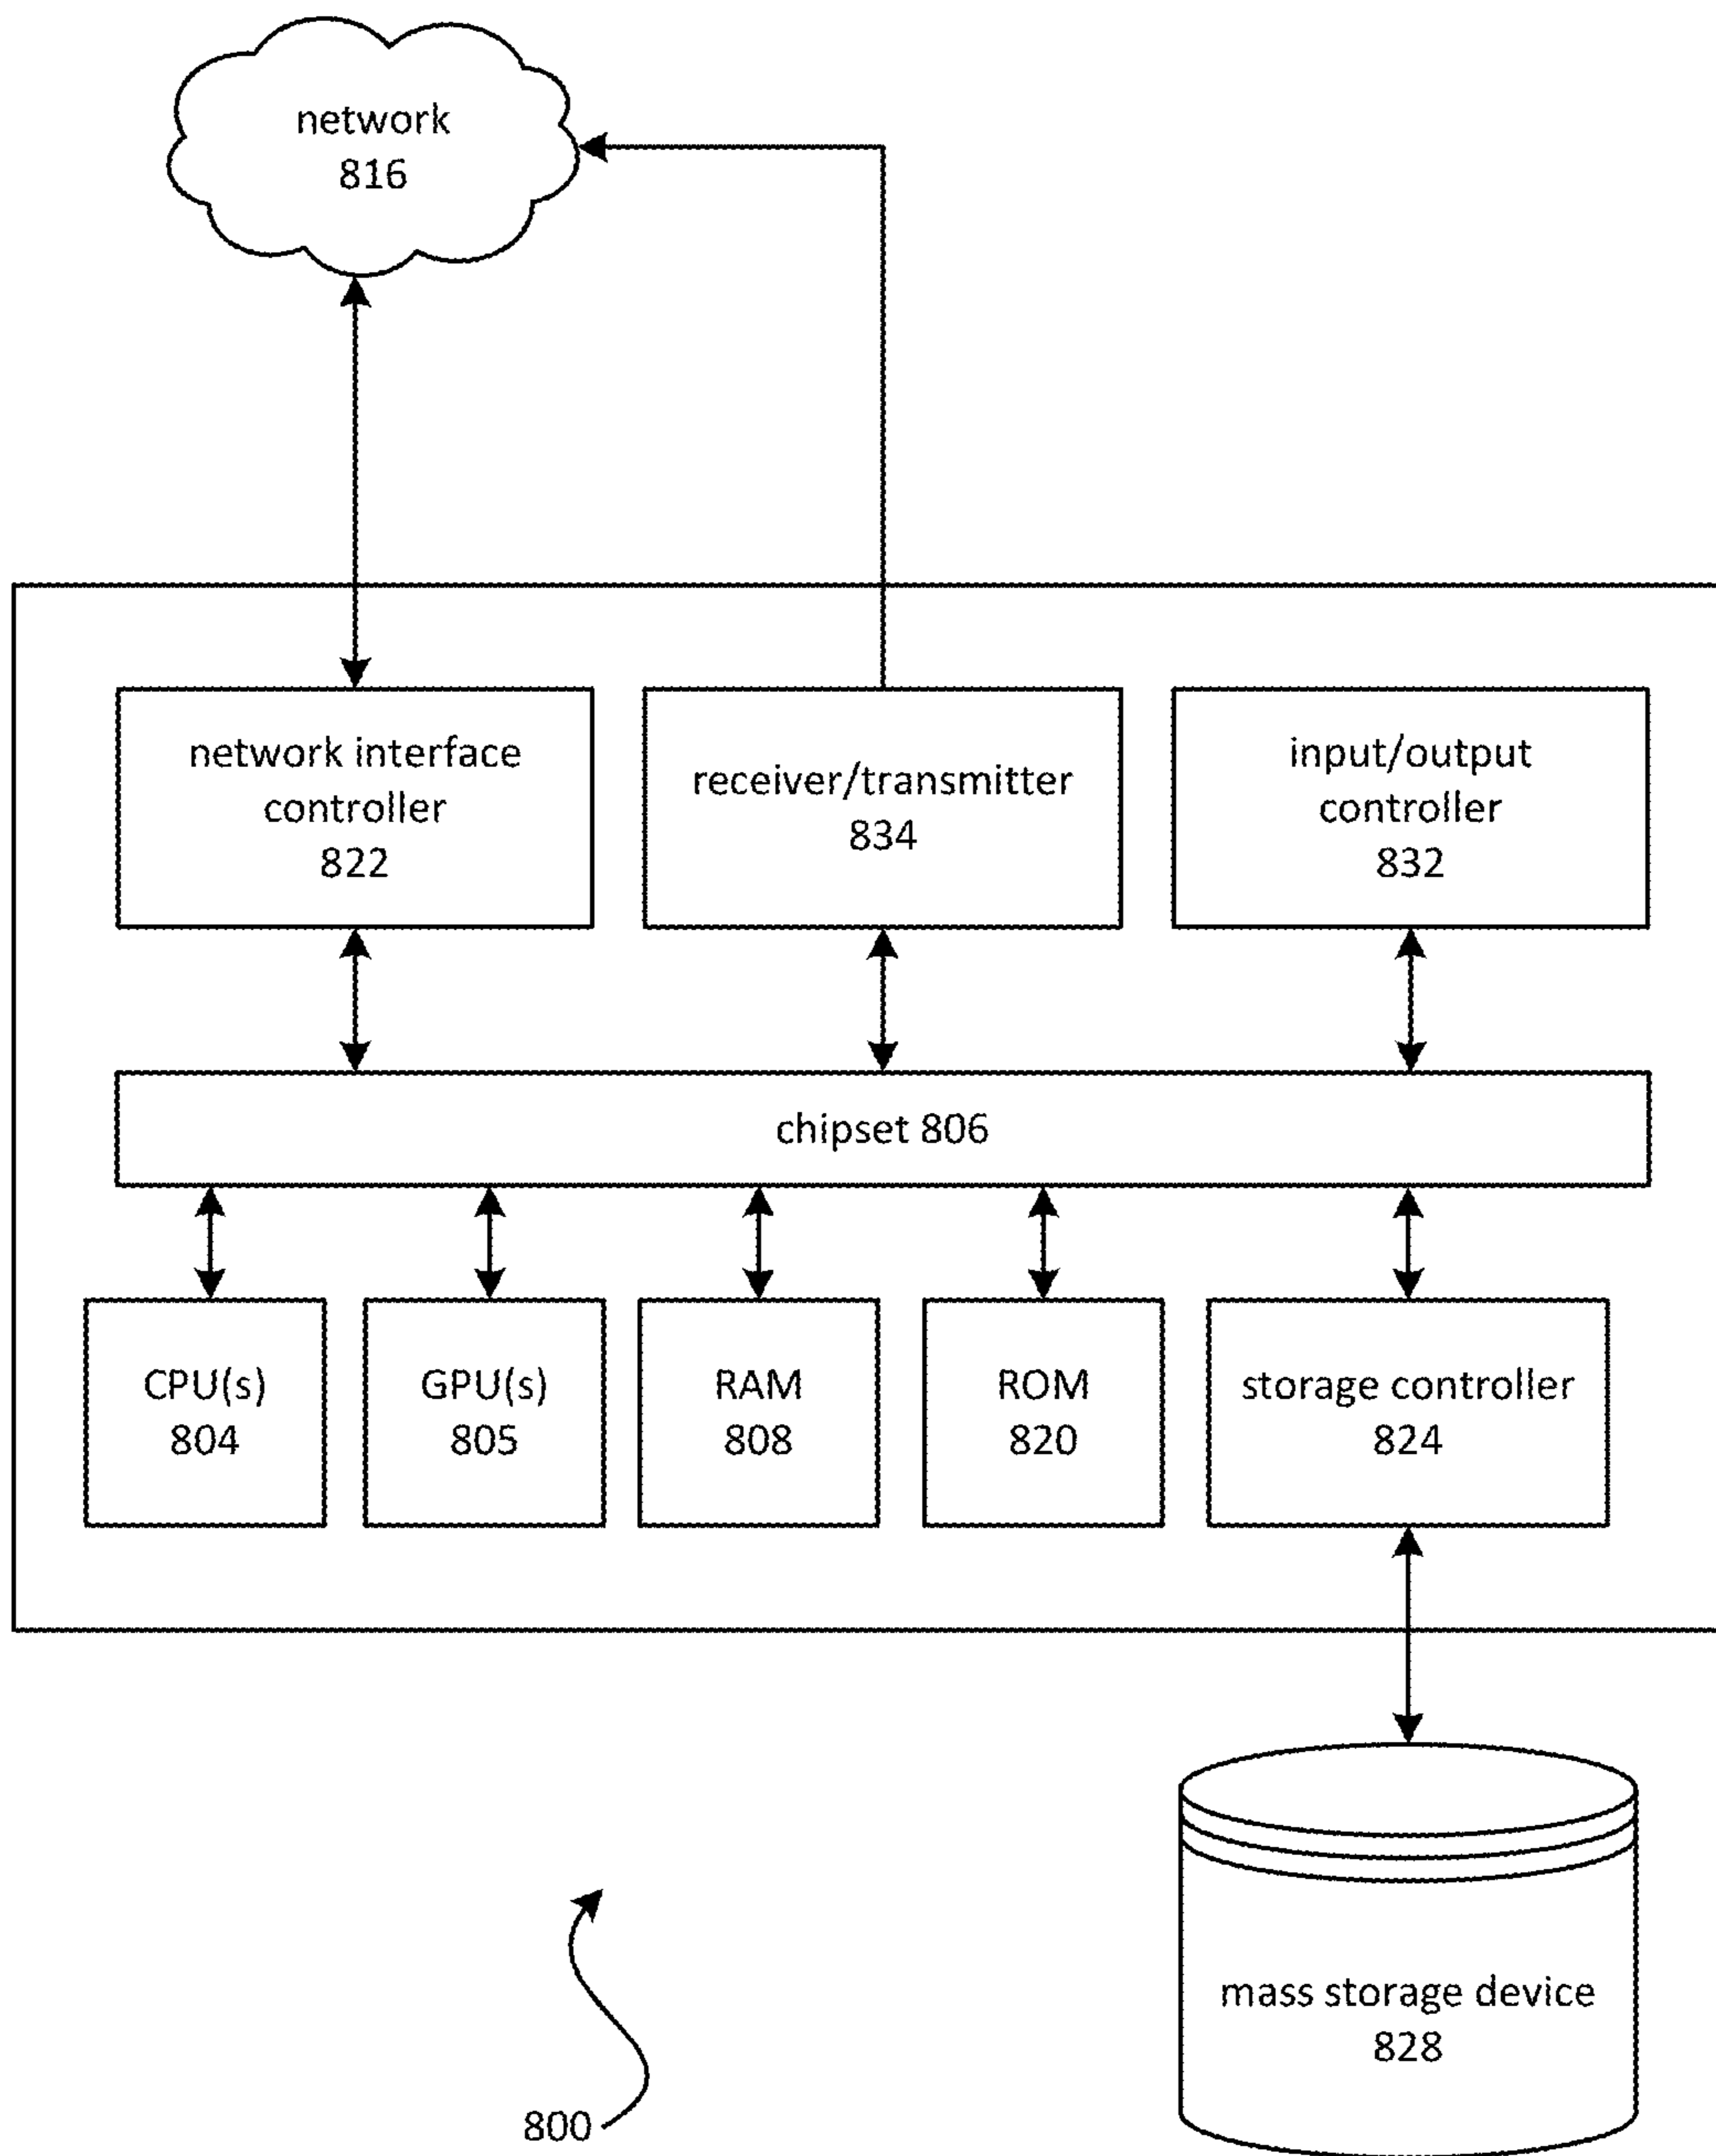 network
816
network interface
controller
822
receiver/transmitter
834
input/output
controller
832
chipset 806
CPU(s)
804
GPU(s)
805
RAM
808
ROM
820
storage controller
824
mass storage device
828
800